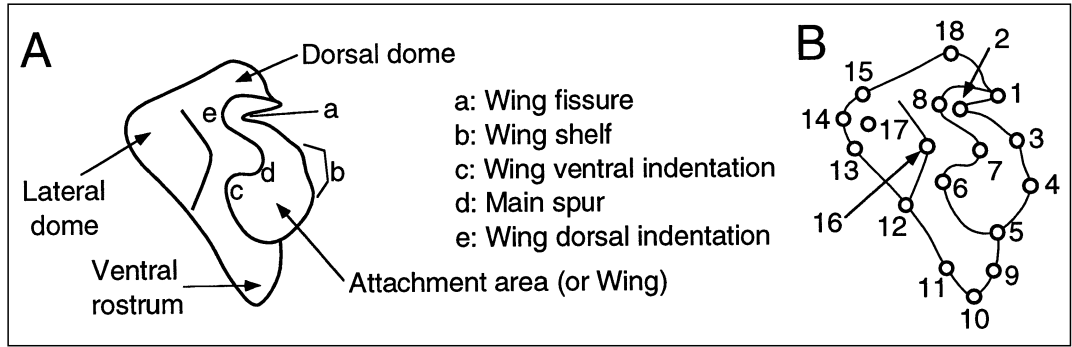 A
Dorsal dome
e
a
a: Wing fissure
b: Wing shelf
c: Wing ventral indentation
d: Main spur
e: Wing dorsal indentation
b
d
c
Lateral
dome
Ventral
rostrum
Attachment area (or Wing)
B
18
2
15
8
1
14
17
3
13
7
6
4
16
12
5
11
9
10